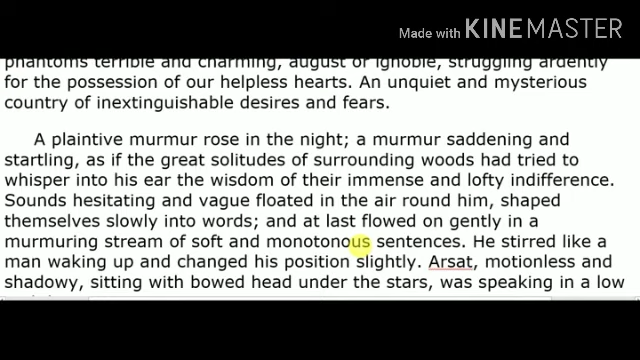 Made with KINEMASTER
phantoms terrible and charming, august or ignoble, struggling ardently
for the possession of our helpless hearts. An unquiet and mysterious
country of inextinguishable desires and fears.
A plaintive murmur rose in the night; a murmur saddening and
startling, as if the great solitudes of surrounding woods had tried to
whisper into his ear the wisdom of their immense and lofty indifference.
Sounds hesitating and vague floated in the air round him, shaped
themselves slowly into words; and at last flowed on gently in a
murmuring stream of soft and monotonous sentences. He stirred like a
man waking up and changed his position slightly. Arsat, motionless and
shadowy, sitting with bowed head under the stars, was speaking in a low